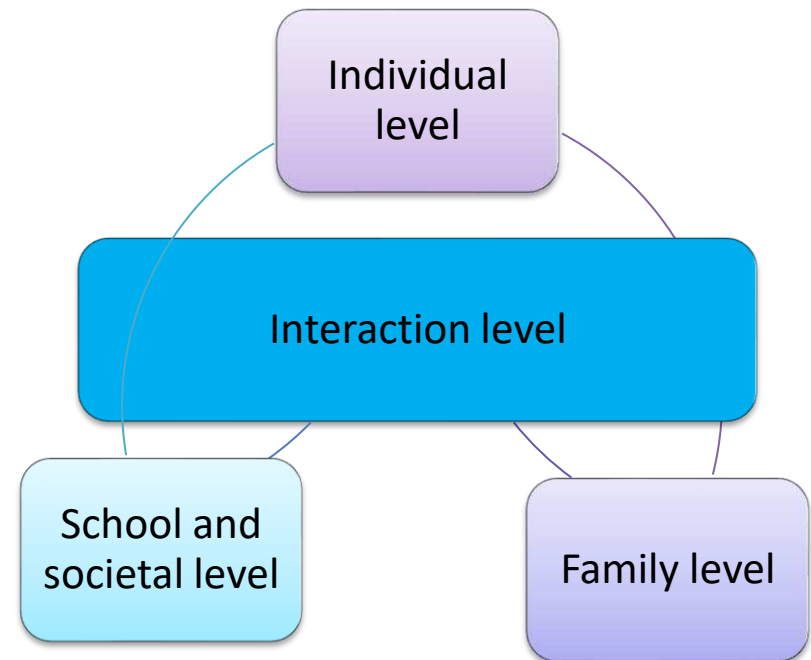 Individual
level
Interaction level
School and
societal level
Family level